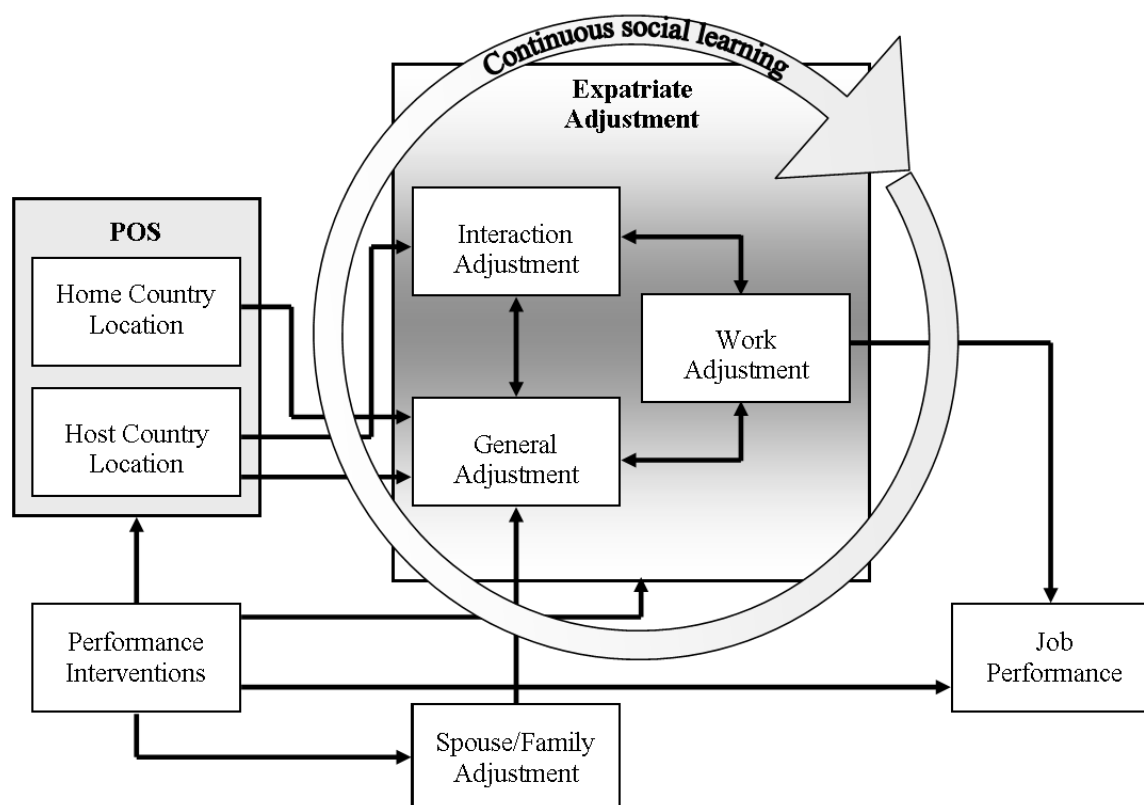 Continuous social learning
Expatriate
Adjustment
POS
Home Country
Location
Host Country
Location
Interaction
Adjustment
General
Adjustment
Work
Adjustment
Performance
Interventions
Spouse/Family
Adjustment
Job
Performance